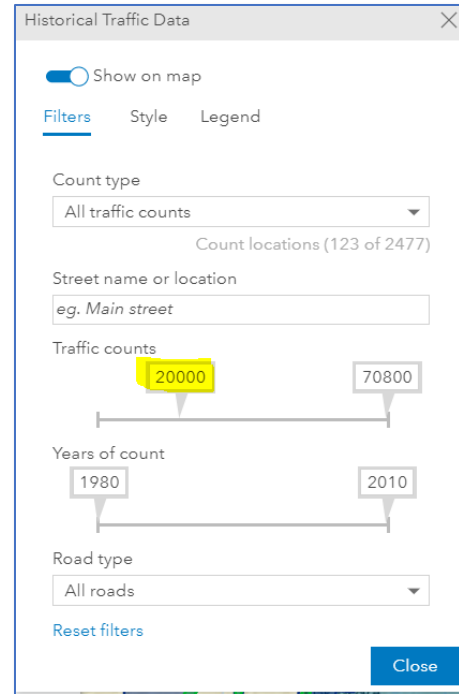 Historical Traffic Data
Show on map
Filters Style Legend
Count type
All traffic counts
Count locations (123 of 2477)
Street name or location
eg. Main street
Traffic counts
20000 70800
Years of count
1980 2010
Road type
All roads
Reset filters
Close